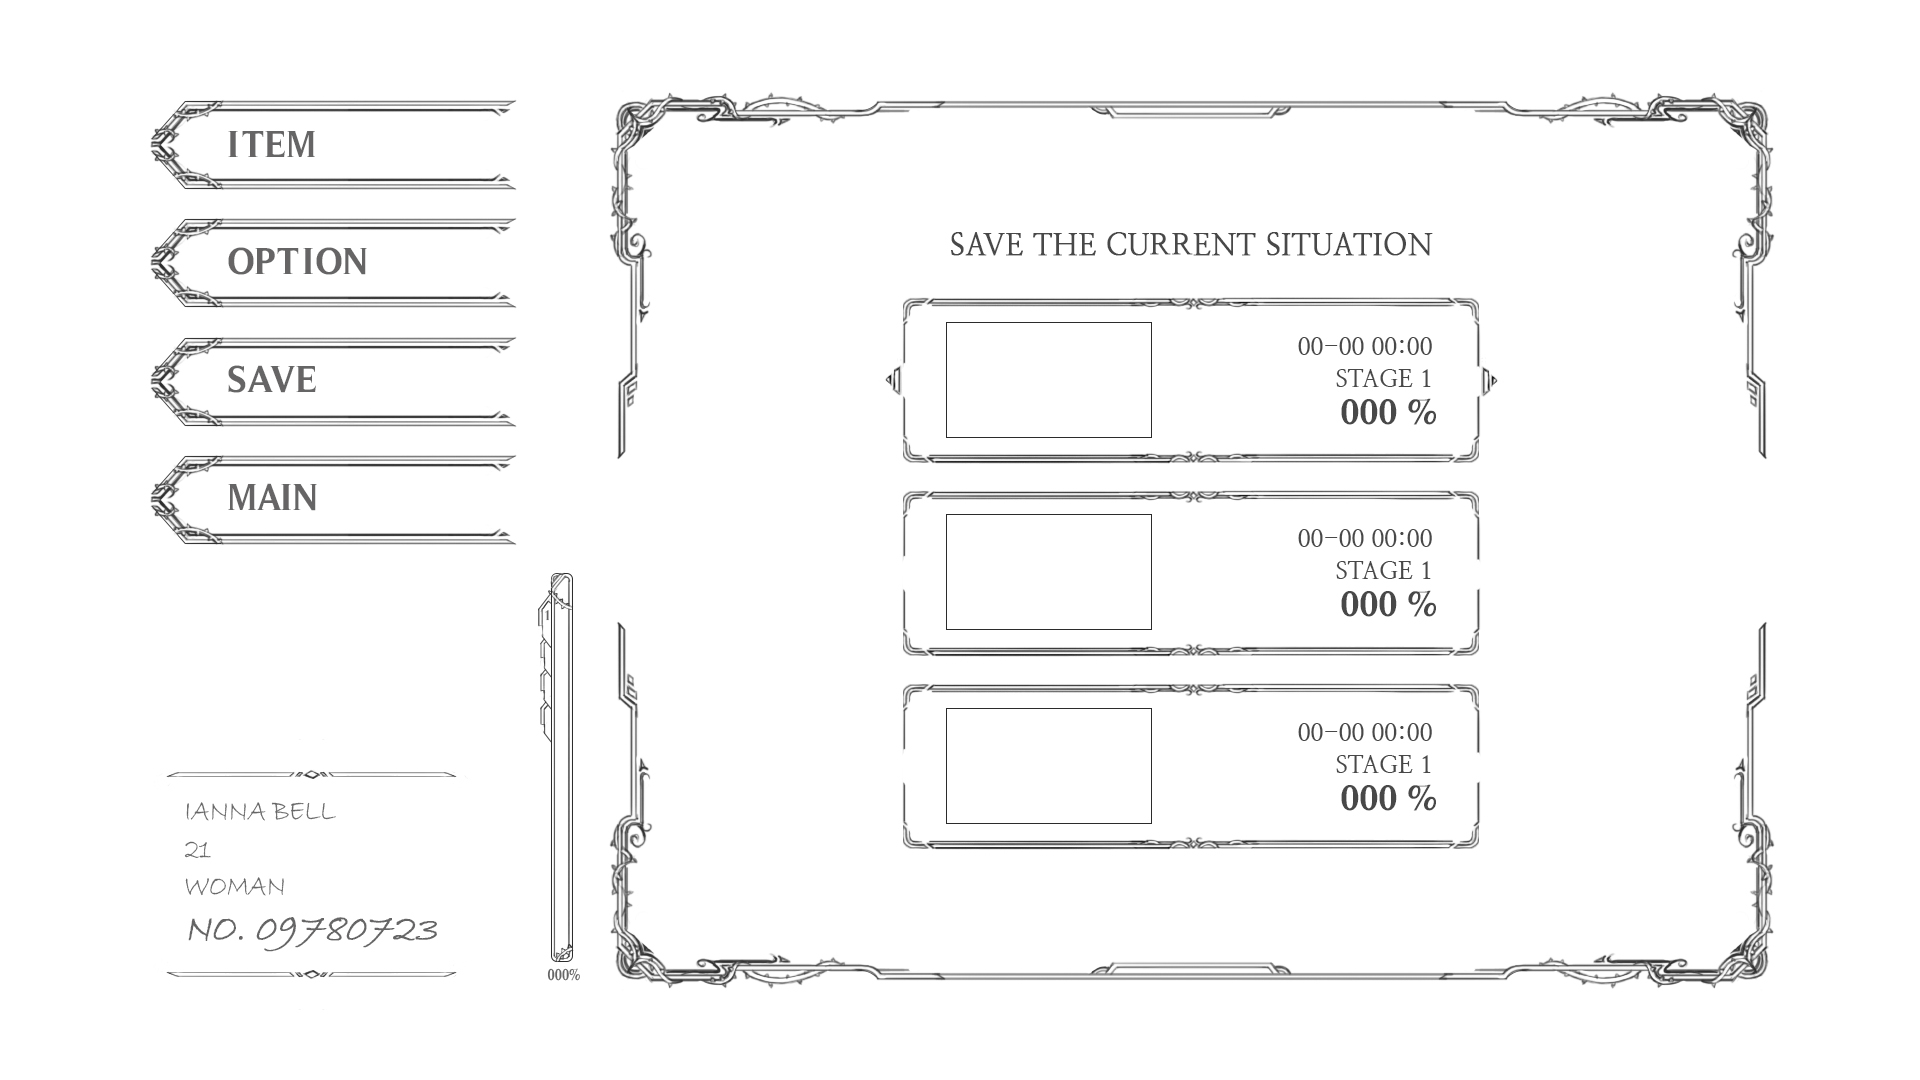 ITEM
OPTION
SAVE
MAIN
SAVE THE CURRENT SITUATION
00-00 00:00
STAGE 1
000 %
00-00 00:00
STAGE 1
000 %
00-00 00:00
STAGE 1
000 %
1
000%
IANNA BELL
21
WOMAN
NO. 09780723